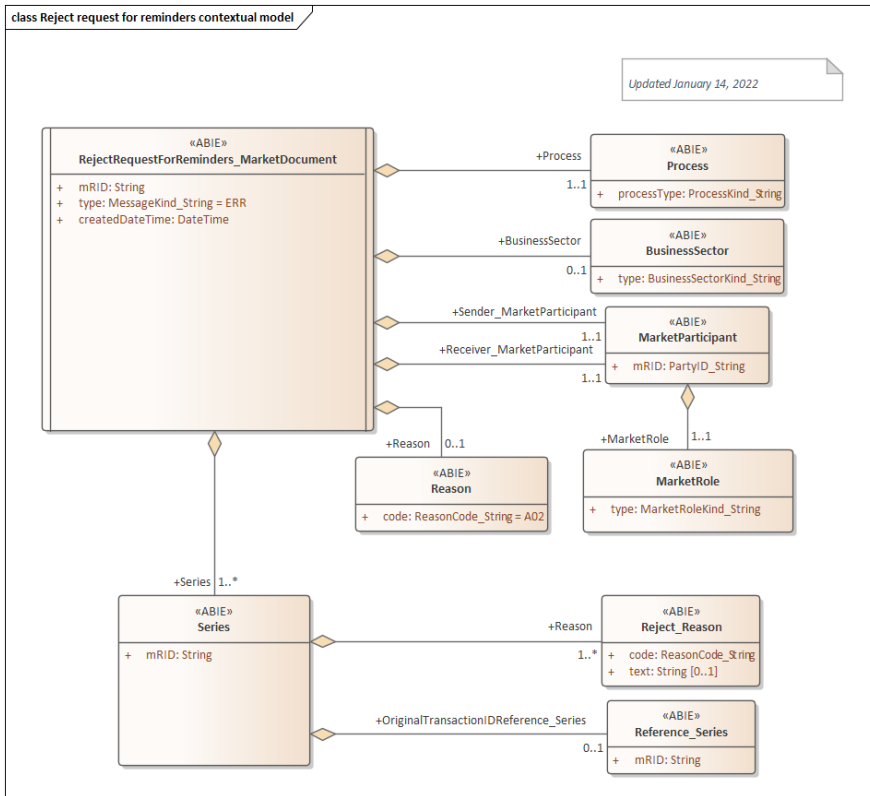 class Reject request for reminders contextual model
Updated January 14, 2022
«ABIE»
RejectRequestForReminders_MarketDocument
+ mRID: String
+ type: MessageKind_String = ERR
+ createdDateTime: DateTime
+Process
1..1
«ABIE»
Process
+ processType: ProcessKind_String
+BusinessSector
0..1
«ABIE»
BusinessSector
+ type: BusinessSectorKind_String
+Sender_MarketParticipant
1..1
+Receiver_MarketParticipant
1..1
«ABIE»
MarketParticipant
+ mRID: PartyID_String
+MarketRole 1..1
«ABIE»
MarketRole
+ type: MarketRoleKind_String
+Reason 0..1
«ABIE»
Reason
+ code: ReasonCode_String = A02
+Series 1..*
«ABIE»
Series
+ mRID: String
+Reason
1..*
«ABIE»
Reject_Reason
+ code: ReasonCode_String
+ text: String [0..1]
+OriginalTransactionIDReference_Series
0..1
«ABIE»
Reference_Series
+ mRID: String